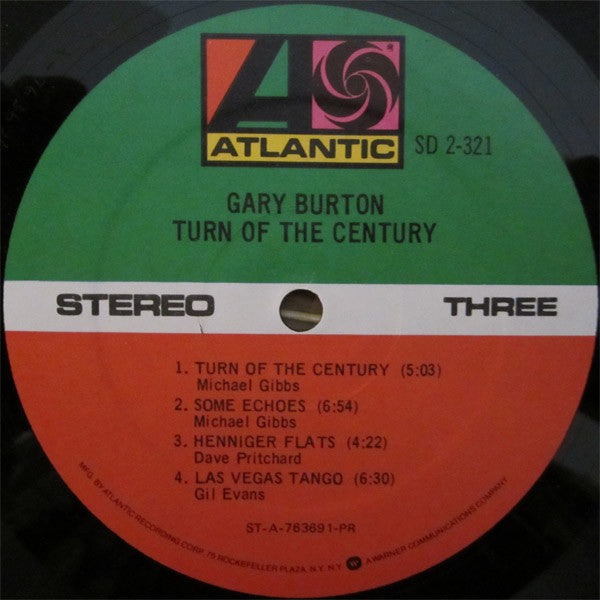 ATLANTIC
SD 2-321
GARY BURTON
TURN OF THE CENTURY
STEREO
THREE
1. TURN OF THE CENTURY (5:03)
Michael Gibbs
2. SOME ECHOES (6:54)
Michael Gibbs
3. HENNIGER FLATS (4:22)
Dave Pritchard
4. LAS VEGAS TANGO (6:30)
Gil Evans
ST-A-763691-PR
MFG. BY ATLANTIC RECORDING CORP. 75 ROCKEFELLER PLAZA, N.Y. N.Y. W A WARNER COMMUNICATIONS COMPANY